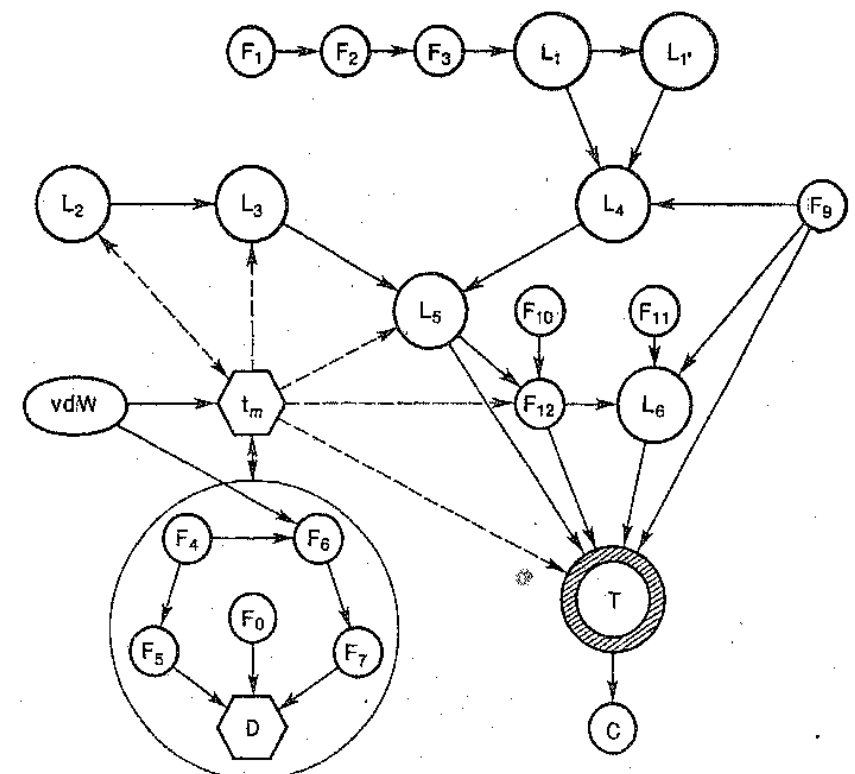 F₁ F₂ F₃ L₁ L₁'
L₂ L₃ L₄ F₉
L₅ F₁₀ F₁₁
vdW tₘ F₁₂ L₆
F₄ F₆
F₀ T
F₅ F₇
D C